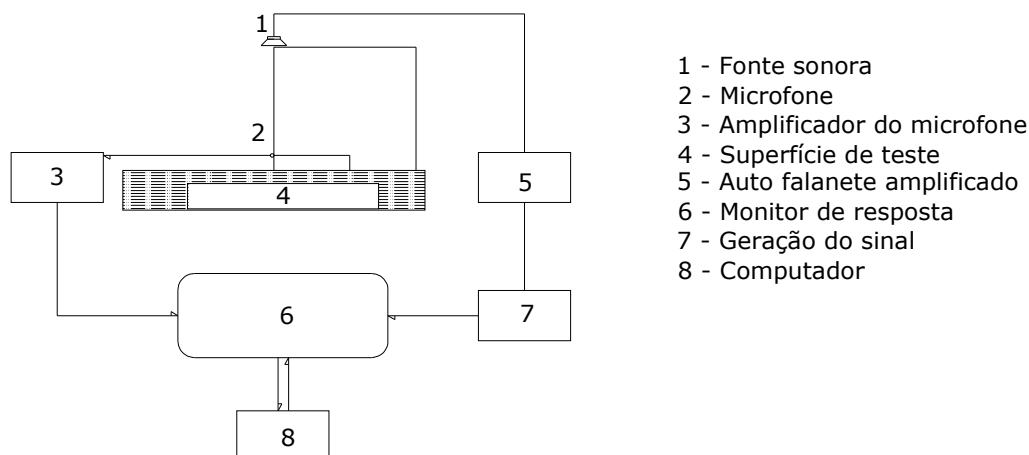 1
2
3
4
5
6
7
8
1 - Fonte sonora
2 - Microfone
3 - Amplificador do microfone
4 - Superfície de teste
5 - Auto falanete amplificado
6 - Monitor de resposta
7 - Geração do sinal
8 - Computador